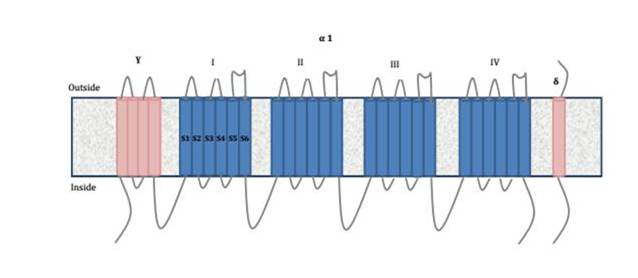 α 1
γ I II III IV
δ
Outside
S1 S2 S3 S4 S5 S6
Inside